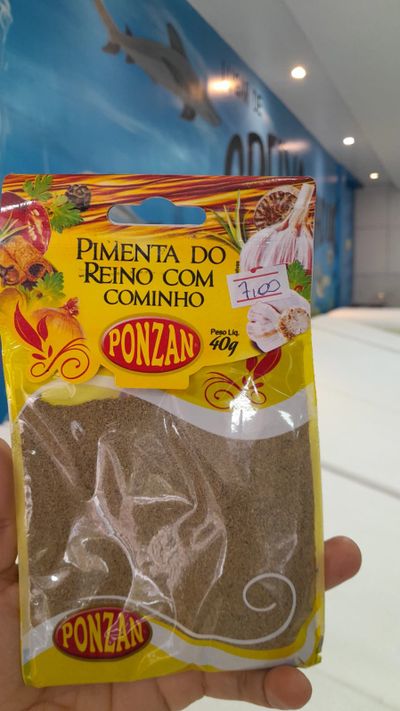 PIMENTA DO
REINO COM
COMINHO
7,00
PONZAN
Peso Líq.
40g
PONZAN